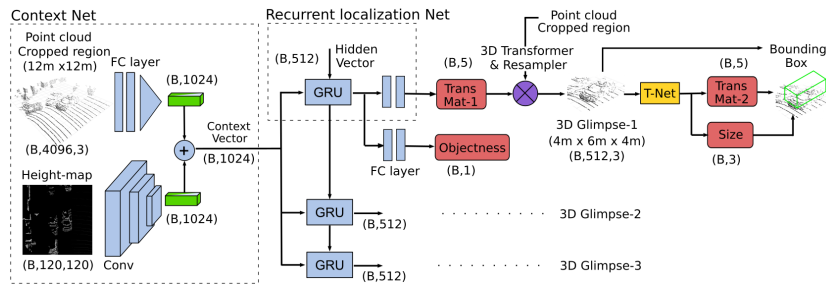 Context Net
Point cloud
Cropped region
(12m x12m)
FC layer
(B,1024)
(B,4096,3)
Height-map
(B,120,120)
Conv
(B,1024)
+
Context
Vector
(B,1024)
Recurrent localization Net
(B,512)
Hidden
Vector
GRU
(B,5)
Trans
Mat-1
FC layer
Objectness
(B,1)
GRU
(B,512)
3D Glimpse-2
GRU
(B,512)
3D Glimpse-3
Point cloud
Cropped region
3D Transformer
& Resampler
3D Glimpse-1
(4m x 6m x 4m)
(B,512,3)
T-Net
(B,5)
Trans
Mat-2
Size
(B,3)
Bounding
Box